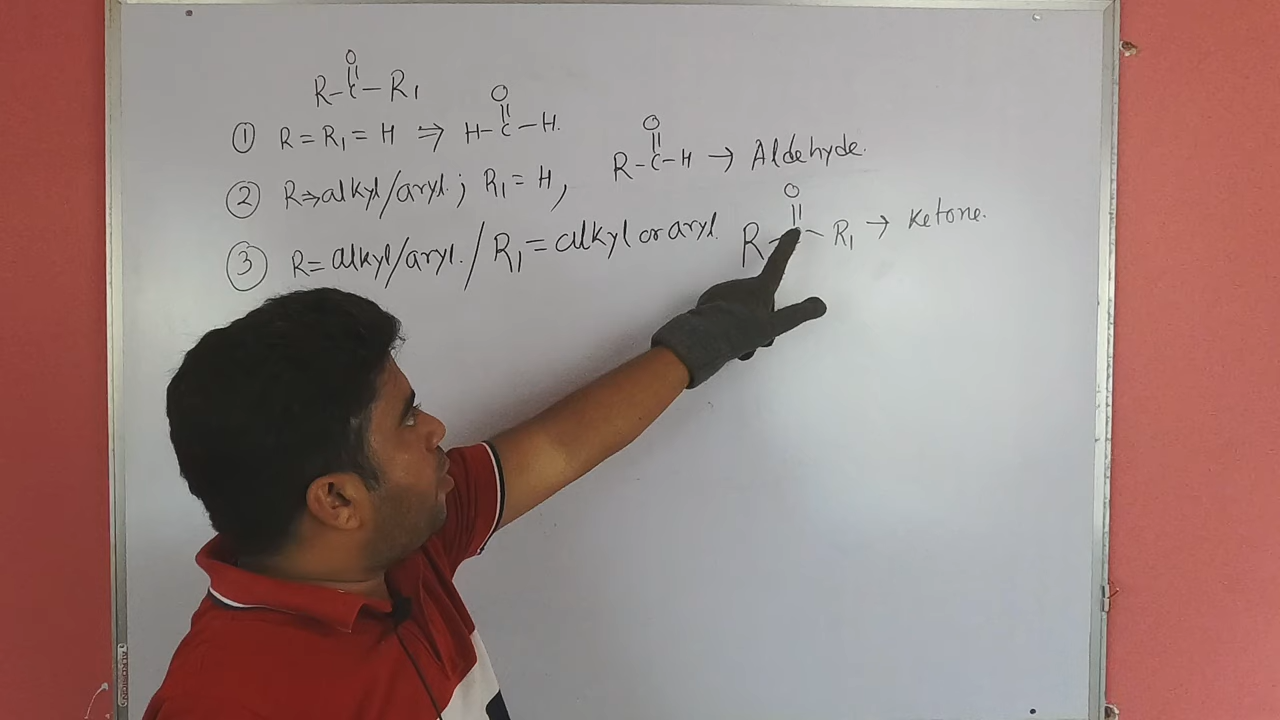 O
R-C-R₁
① R = R₁ = H ⇒ H-C-H.
O
② R⇒alkyl/aryl; R₁ = H, R-C-H → Aldehyde.
O
③ R = alkyl/aryl. / R₁ = alkyl or aryl. R- -R₁ → Ketone.
O